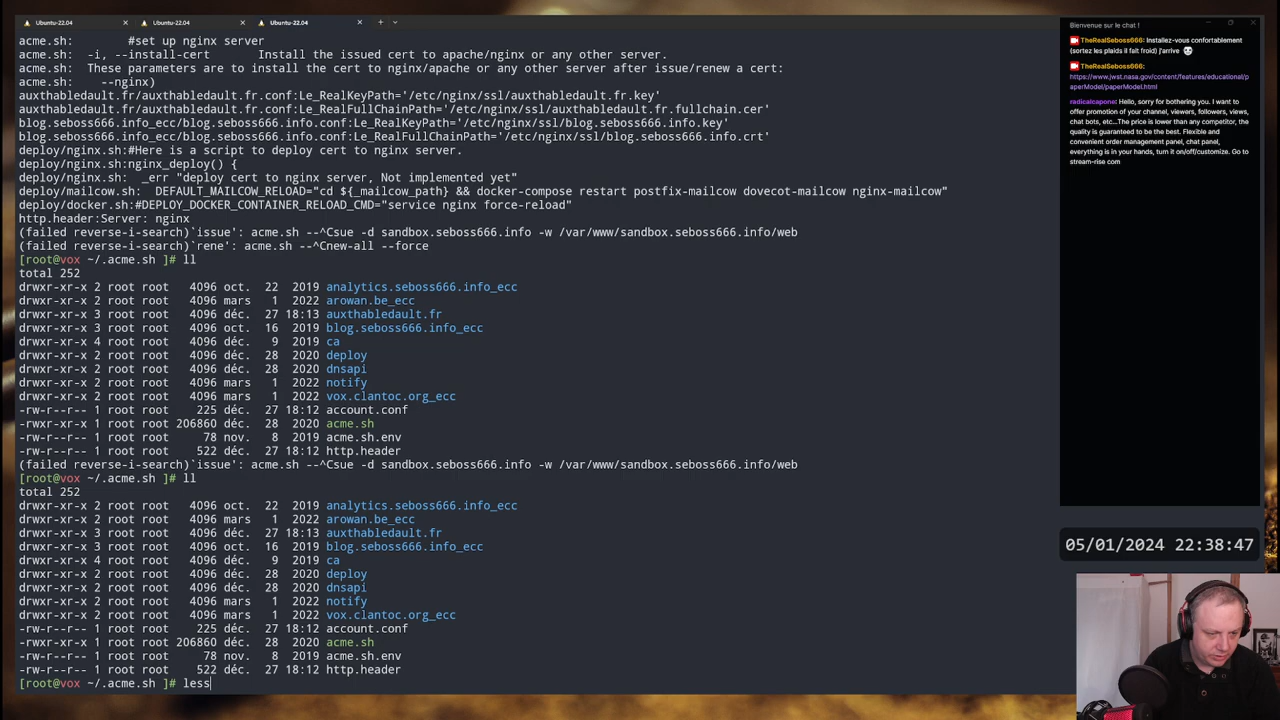 Ubuntu-22.04
Ubuntu-22.04
Ubuntu-22.04
acme.sh:        #set up nginx server
acme.sh:  -i, --install-cert       Install the issued cert /o apache/nginx or any other server.
acme.sh:  These parameters are to install the cert to nginx/apache or any other server after issue/renew a cert:
acme.sh:    --nginx)
auxthabledault.fr/auxthabledault.fr.conf:Le_RealKeyPath='/etc/nginx/ssl/auxthabledault.fr.key'
auxthabledault.fr/auxthabledault.fr.conf:Le_RealFullChainPath='/etc/nginx/ssl/auxthabledault.fr.fullchain.cer'
blog.seboss666.info_ecc/blog.seboss666.info.conf:Le_RealKeyPath='/etc/nginx/ssl/blog.seboss666.info.key'
blog.seboss666.info_ecc/blog.seboss666.info.conf:Le_RealFullChainPath='/etc/nginx/ssl/blog.seboss666.info.crt'
deploy/nginx.sh:#Here is a script to deploy cert to nginx server.
deploy/nginx.sh:nginx_deploy() {
deploy/nginx.sh:  _err "deploy cert to nginx server, Not implemented yet"
deploy/mailcow.sh:  DEFAULT_MAILCOW_RELOAD="cd ${_mailcow_path} && docker-compose restart postfix-mailcow dovecot-mailcow nginx-mailcow"
deploy/docker.sh:#DEPLOY_DOCKER_CONTAINER_RELOAD_CMD="service nginx force-reload"
http.header:Server: nginx
(failed reverse-i-search)`issue': acme.sh --^Csue -d sandbox.seboss666.info -w /var/www/sandbox.seboss666.info/web
(failed reverse-i-search)`rene': acme.sh --^Cnew-all --force
[root@vox ~/.acme.sh ]# ll
total 252
drwxr-xr-x 2 root root   4096 oct.  22  2019 analytics.seboss666.info_ecc
drwxr-xr-x 2 root root   4096 mars   1  2022 arowan.be_ecc
drwxr-xr-x 3 root root   4096 déc.  27 18:13 auxthabledault.fr
drwxr-xr-x 3 root root   4096 oct.  16  2019 blog.seboss666.info_ecc
drwxr-xr-x 4 root root   4096 déc.   9  2019 ca
drwxr-xr-x 2 root root   4096 déc.  28  2020 deploy
drwxr-xr-x 2 root root   4096 déc.  28  2020 dnsapi
drwxr-xr-x 2 root root   4096 mars   1  2022 notify
drwxr-xr-x 2 root root   4096 mars   1  2022 vox.clantoc.org_ecc
-rw-r--r-- 1 root root    225 déc.  27 18:12 account.conf
-rwxr-xr-x 1 root root 206860 déc.  28  2020 acme.sh
-rw-r--r-- 1 root root     78 nov.   8  2019 acme.sh.env
-rw-r--r-- 1 root root    522 déc.  27 18:12 http.header
(failed reverse-i-search)`issue': acme.sh --^Csue -d sandbox.seboss666.info -w /var/www/sandbox.seboss666.info/web
[root@vox ~/.acme.sh ]# ll
total 252
drwxr-xr-x 2 root root   4096 oct.  22  2019 analytics.seboss666.info_ecc
drwxr-xr-x 2 root root   4096 mars   1  2022 arowan.be_ecc
drwxr-xr-x 3 root root   4096 déc.  27 18:13 auxthabledault.fr
drwxr-xr-x 3 root root   4096 oct.  16  2019 blog.seboss666.info_ecc
drwxr-xr-x 4 root root   4096 déc.   9  2019 ca
drwxr-xr-x 2 root root   4096 déc.  28  2020 deploy
drwxr-xr-x 2 root root   4096 déc.  28  2020 dnsapi
drwxr-xr-x 2 root root   4096 mars   1  2022 notify
drwxr-xr-x 2 root root   4096 mars   1  2022 vox.clantoc.org_ecc
-rw-r--r-- 1 root root    225 déc.  27 18:12 account.conf
-rwxr-xr-x 1 root root 206860 déc.  28  2020 acme.sh
-rw-r--r-- 1 root root     78 nov.   8  2019 acme.sh.env
-rw-r--r-- 1 root root    522 déc.  27 18:12 http.header
[root@vox ~/.acme.sh ]# less
Bienvenue sur le chat !
TheRealSeboss666: Installez-vous confortablement
(sortez les plaids il fait froid) j'arrive
TheRealSeboss666:
https://www.jwst.nasa.gov/content/features/educational/p
aperModel/paperModel.html
radicalcapone: Hello, sorry for bothering you. I want to
offer promotion of your channel, viewers, followers, views,
chat bots, etc...The price is lower than any competitor, the
quality is guaranteed to be the best. Flexible and
convenient order management panel, chat panel,
everything is in your hands, turn it on/off/customize. Go to
stream-rise com
05/01/2024 22:38:47